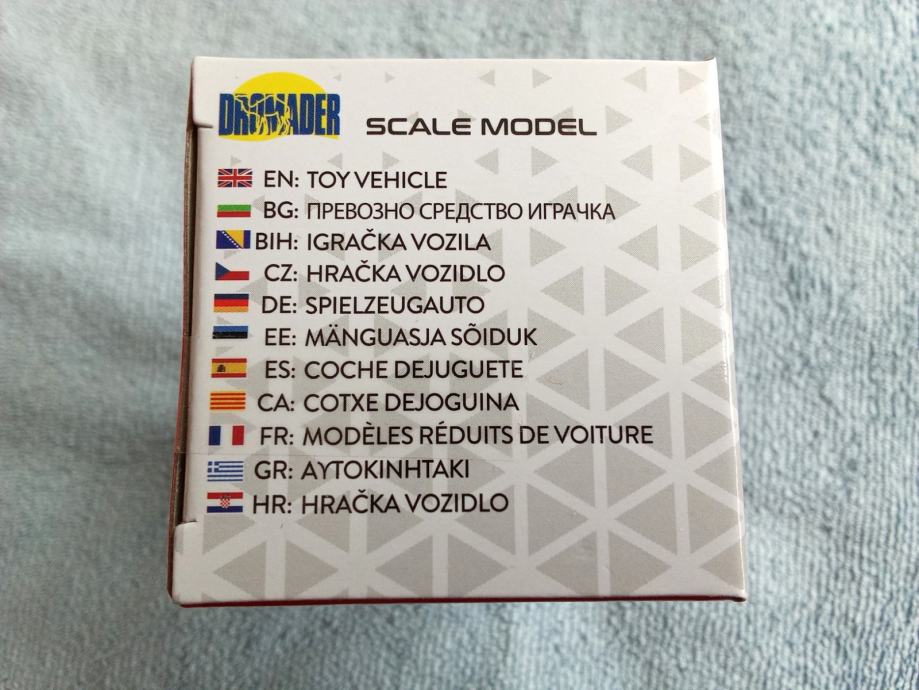 DROMADER
SCALE MODEL
EN: TOY VEHICLE
BG: ПРЕВОЗНО СРЕДСТВО ИГРАЧКА
BIH: IGRAČKA VOZILA
CZ: HRAČKA VOZIDLO
DE: SPIELZEUGAUTO
EE: MÄNGUASJA SÕIDUK
ES: COCHE DEJUGUETE
CA: COTXE DEJOGUINA
FR: MODÈLES RÉDUITS DE VOITURE
GR: ΑΥΤΟΚΙΝΗΤΑΚΙ
HR: HRAČKA VOZIDLO